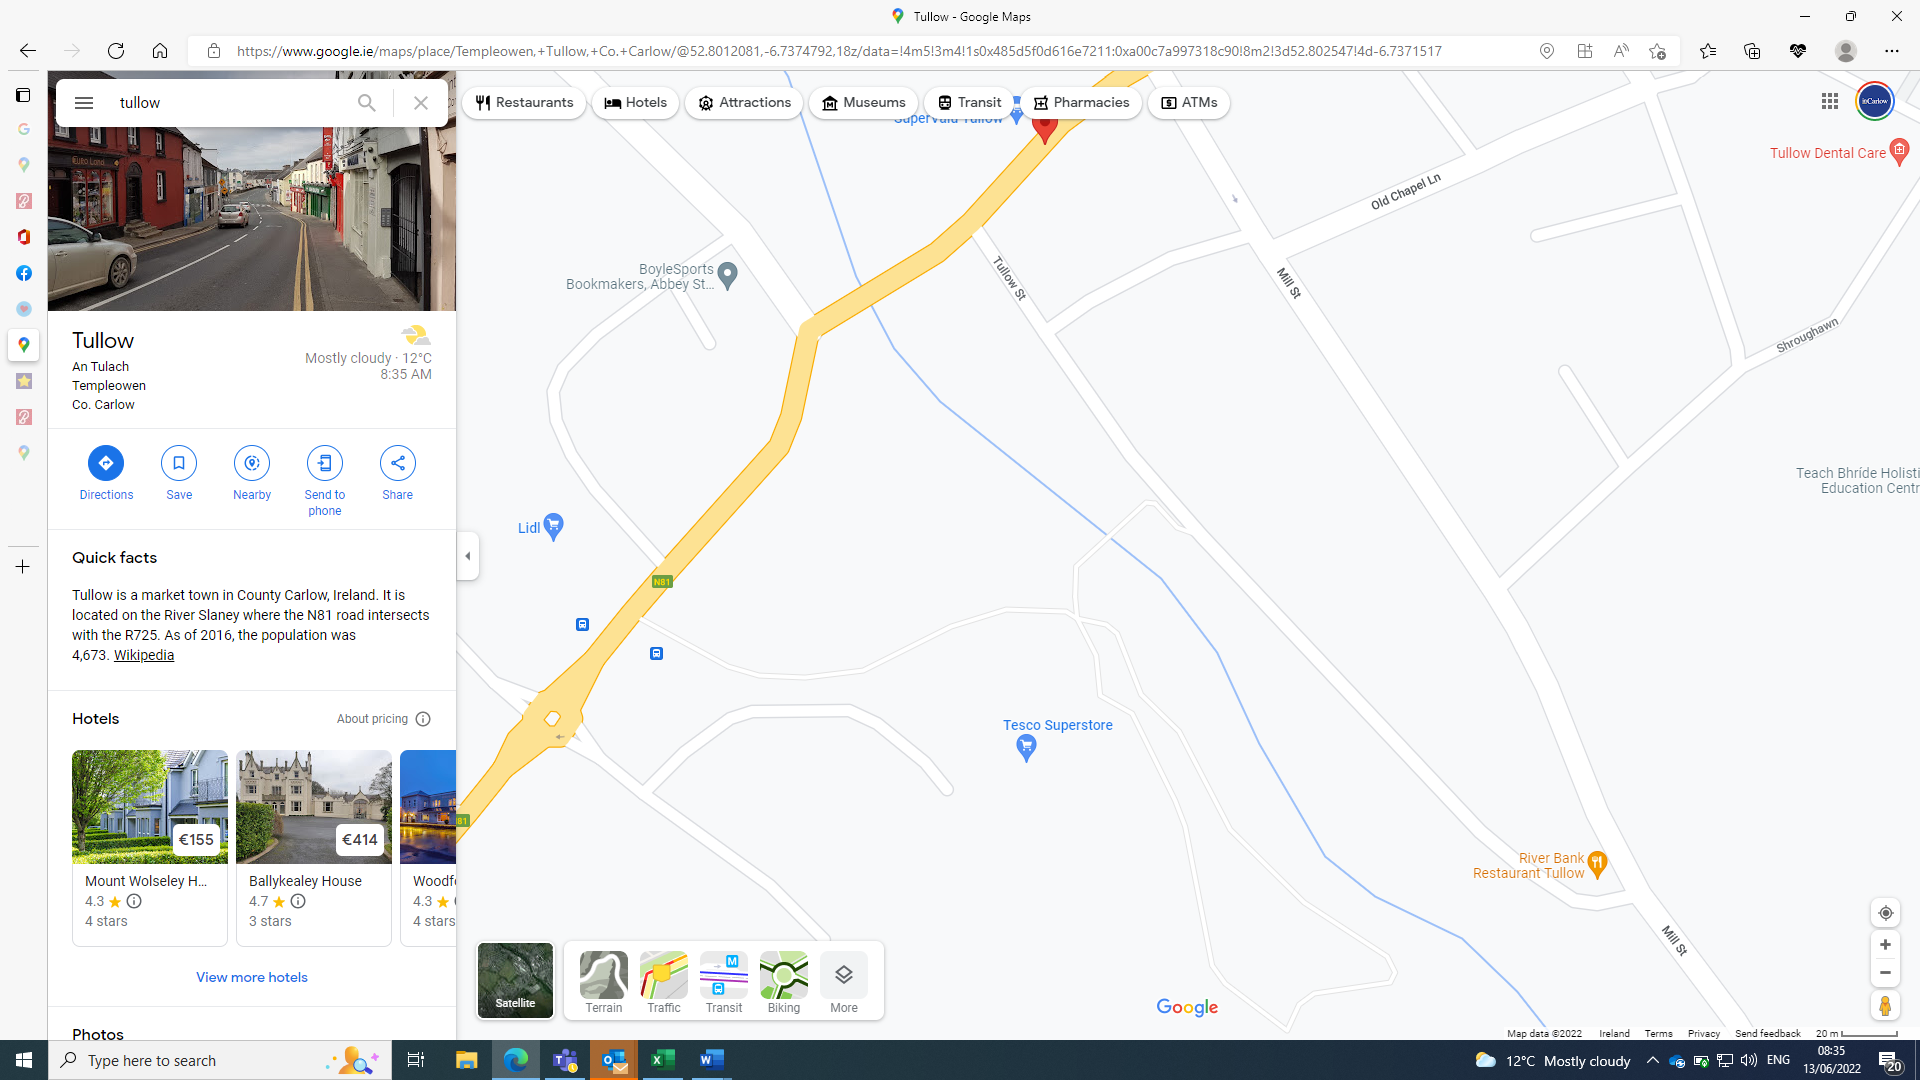 Tullow - Google Maps
https://www.google.ie/maps/place/Templeowen,+Tullow,+Co.+Carlow/@52.8012081,-6.7374792,18z/data=!4m5!3m4!1s0x485d5f0d616e7211:0xa00c7a997318c90!8m2!3d52.802547!4d-6.7371517
tullow
Restaurants
Hotels
Attractions
Museums
Transit
Pharmacies
ATMs
itCarlow
SuperValu Tullow
Tullow Dental Care
Old Chapel Ln
BoyleSports
Bookmakers, Abbey St...
Tullow St
Mill St
Shroughawn
Teach Bhríde Holisti
Education Centr
Lidl
N81
Tesco Superstore
81
River Bank
Restaurant Tullow
Mill St
Euro Land
Tullow
An Tulach
Templeowen
Co. Carlow
Mostly cloudy · 12°C
8:35 AM
Directions
Save
Nearby
Send to
phone
Share
Quick facts
Tullow is a market town in County Carlow, Ireland. It is
located on the River Slaney where the N81 road intersects
with the R725. As of 2016, the population was
4,673. Wikipedia
Hotels
About pricing
€155
€414
Mount Wolseley H...
4.3
4 stars
Ballykealey House
4.7
3 stars
Woodfo
4.3
4 stars
View more hotels
Photos
Satellite
Terrain
Traffic
Transit
Biking
More
Google
Map data ©2022
Ireland
Terms
Privacy
Send feedback
20 m
Type here to search
12°C Mostly cloudy
ENG
08:35
13/06/2022
20